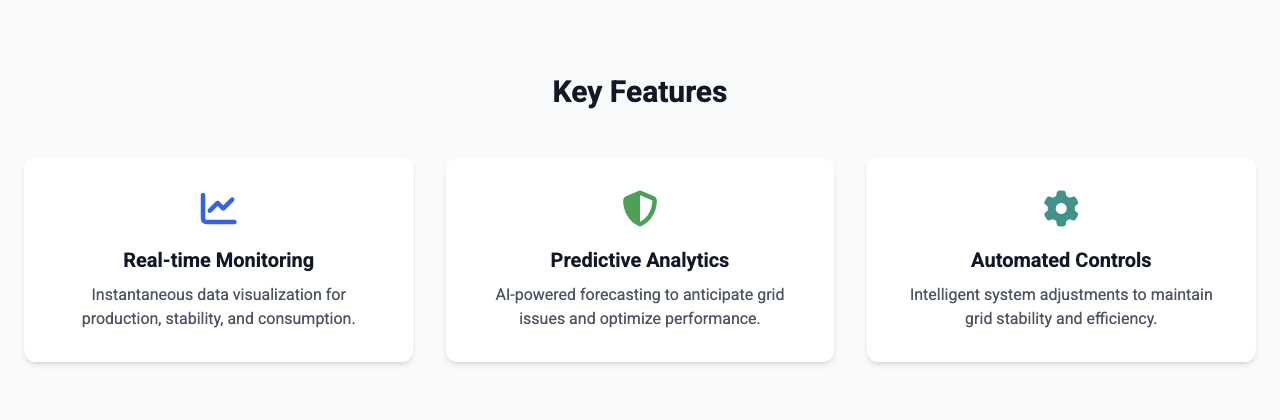 Key Features
Real-time Monitoring
Instantaneous data visualization for
production, stability, and consumption.
Predictive Analytics
AI-powered forecasting to anticipate grid
issues and optimize performance.
Automated Controls
Intelligent system adjustments to maintain
grid stability and efficiency.